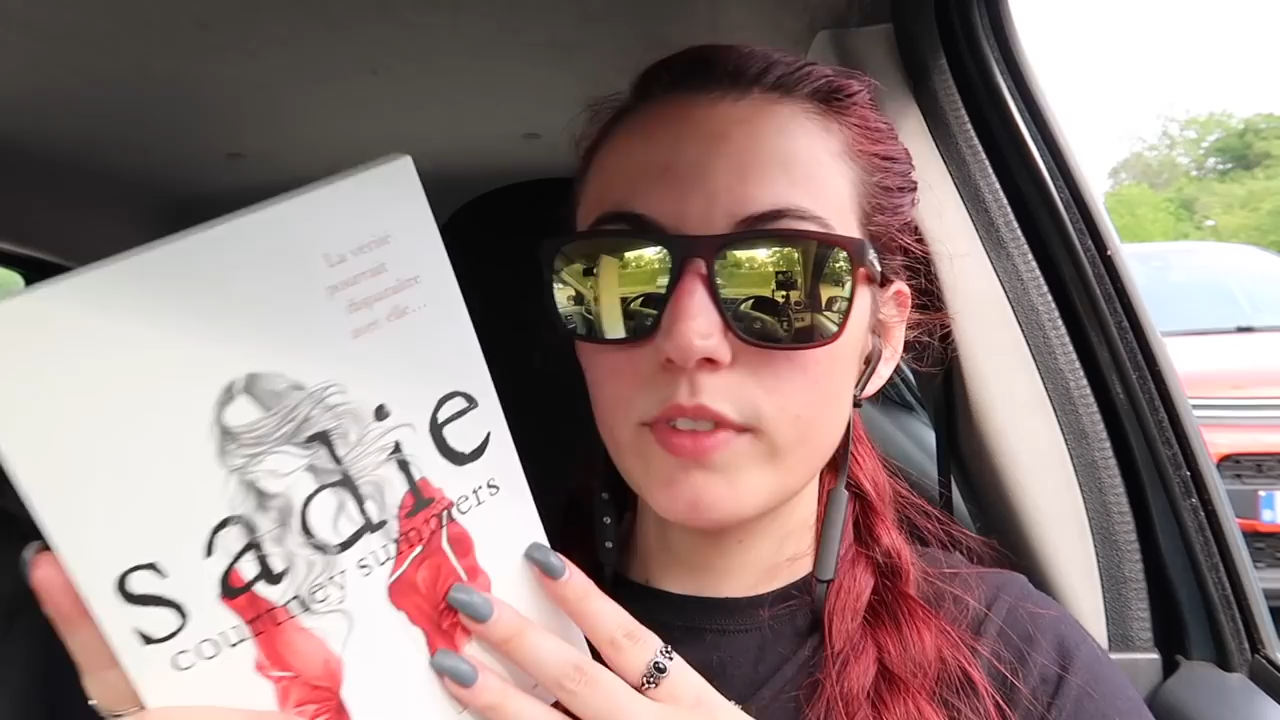 La vérité
pourrait
disparaître
avec elle...
sadie
courtney summers